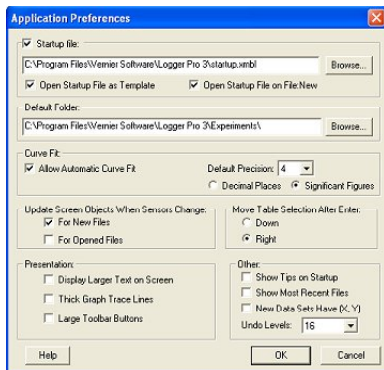 Application Preferences
Startup file:
C:\Program Files\Vernier Software\Logger Pro 3\startup.xmbl
Browse...
Open Startup File as Template
Open Startup File on File:New
Default Folder:
C:\Program Files\Vernier Software\Logger Pro 3\Experiments\
Browse...
Curve Fit:
Allow Automatic Curve Fit
Default Precision: 4
Decimal Places
Significant Figures
Update Screen Objects When Sensors Change:
For New Files
For Opened Files
Move Table Selection After Enter:
Down
Right
Presentation:
Display Larger Text on Screen
Thick Graph Trace Lines
Large Toolbar Buttons
Other:
Show Tips on Startup
Show Most Recent Files
New Data Sets Have (X, Y)
Undo Levels: 16
Help
OK
Cancel